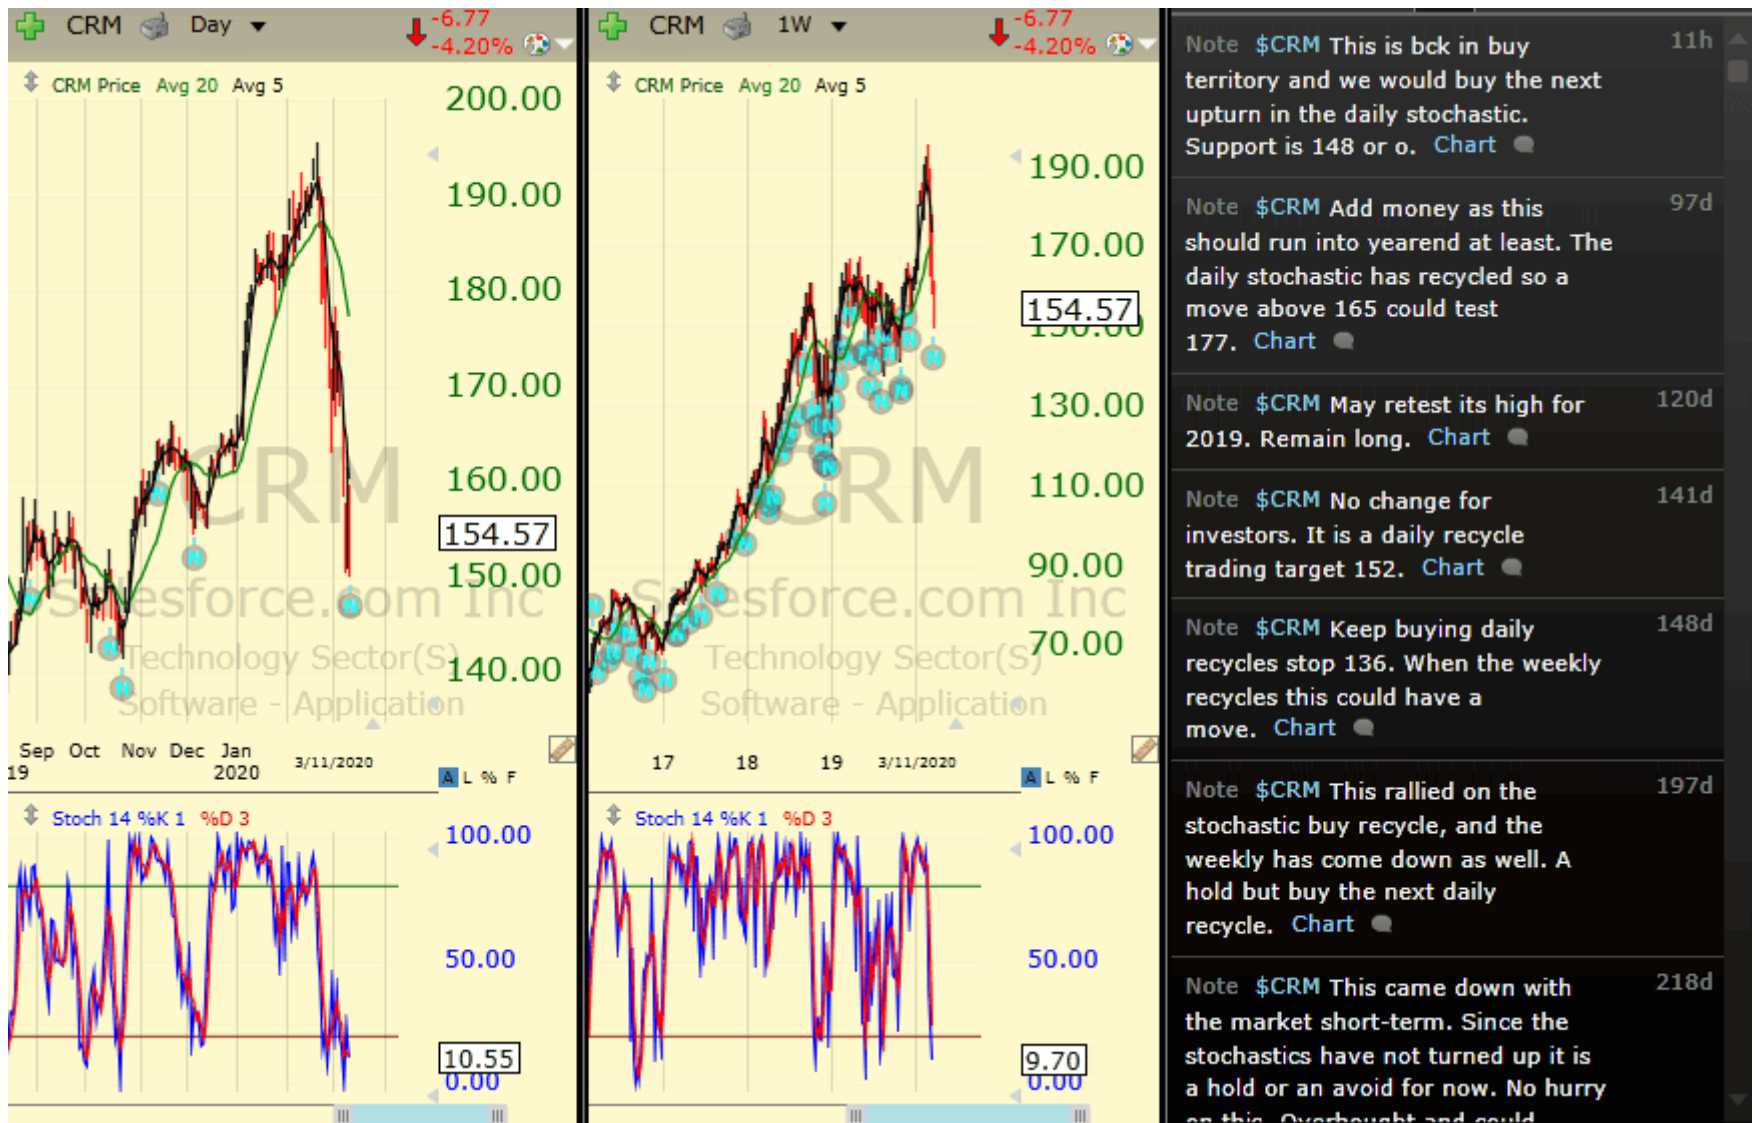 CRM Day
-6.77
-4.20%
CRM Price Avg 20 Avg 5
200.00
190.00
180.00
170.00
160.00
154.57
150.00
140.00
CRM
Salesforce.com Inc
Technology Sector(S)
Software - Application
Sep Oct Nov Dec Jan
19 2020 3/11/2020
A L % F
Stoch 14 %K 1 %D 3
100.00
50.00
10.55
0.00
CRM 1W
-6.77
-4.20%
CRM Price Avg 20 Avg 5
190.00
170.00
154.57
150.00
130.00
110.00
90.00
70.00
CRM
Salesforce.com Inc
Technology Sector(S)
Software - Application
17 18 19 3/11/2020
A L % F
Stoch 14 %K 1 %D 3
100.00
50.00
9.70
0.00
Note $CRM This is bck in buy 11h
territory and we would buy the next
upturn in the daily stochastic.
Support is 148 or o. Chart
Note $CRM Add money as this 97d
should run into yearend at least. The
daily stochastic has recycled so a
move above 165 could test
177. Chart
Note $CRM May retest its high for 120d
2019. Remain long. Chart
Note $CRM No change for 141d
investors. It is a daily recycle
trading target 152. Chart
Note $CRM Keep buying daily 148d
recycles stop 136. When the weekly
recycles this could have a
move. Chart
Note $CRM This rallied on the 197d
stochastic buy recycle, and the
weekly has come down as well. A
hold but buy the next daily
recycle. Chart
Note $CRM This came down with 218d
the market short-term. Since the
stochastics have not turned up it is
a hold or an avoid for now. No hurry
on this. Overbought and could